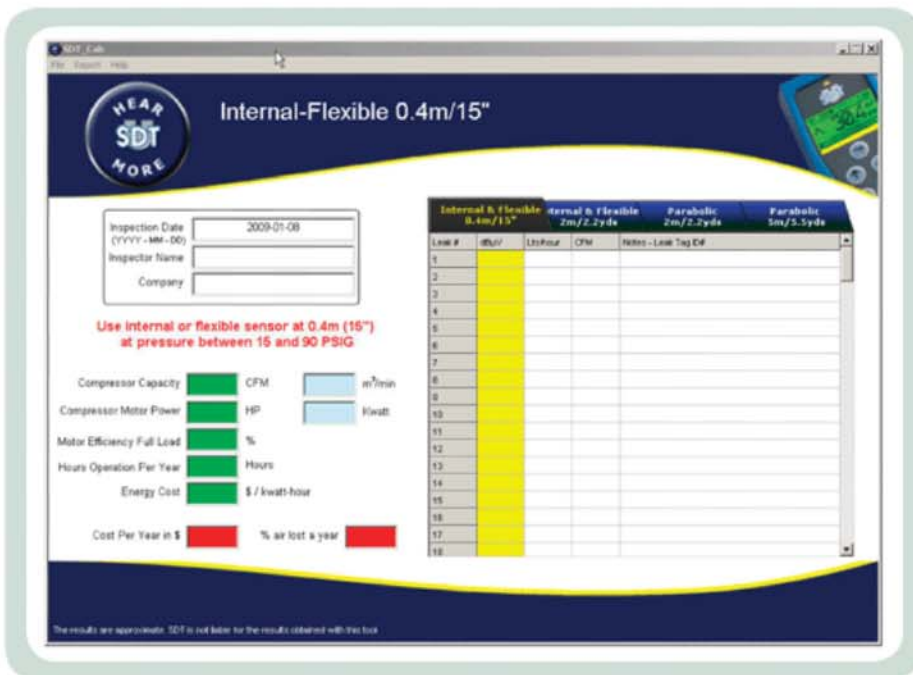 SDT_Calc
File Export Help
HEAR
SDT
MORE
Internal-Flexible 0.4m/15"
Inspection Date
(YYYY-MM-DD)
2009-01-08
Inspector Name
Company
Use internal or flexible sensor at 0.4m (15")
at pressure between 15 and 90 PSIG
Compressor Capacity CFM m³/min
Compressor Motor Power HP Kwatt
Motor Efficiency Full Load %
Hours Operation Per Year Hours
Energy Cost $ / kwatt-hour
Cost Per Year in $ % air lost a year
Internal & Flexible
0.4m/15"
ternal & Flexible
2m/2.2yds
Parabolic
2m/2.2yds
Parabolic
5m/5.5yds
Leak # dBµV Lts/hour CFM Notes - Leak Tag ID#
1
2
3
4
5
6
7
8
9
10
11
12
13
14
15
16
17
18
The results are approximate. SDT is not liable for the results obtained with this tool